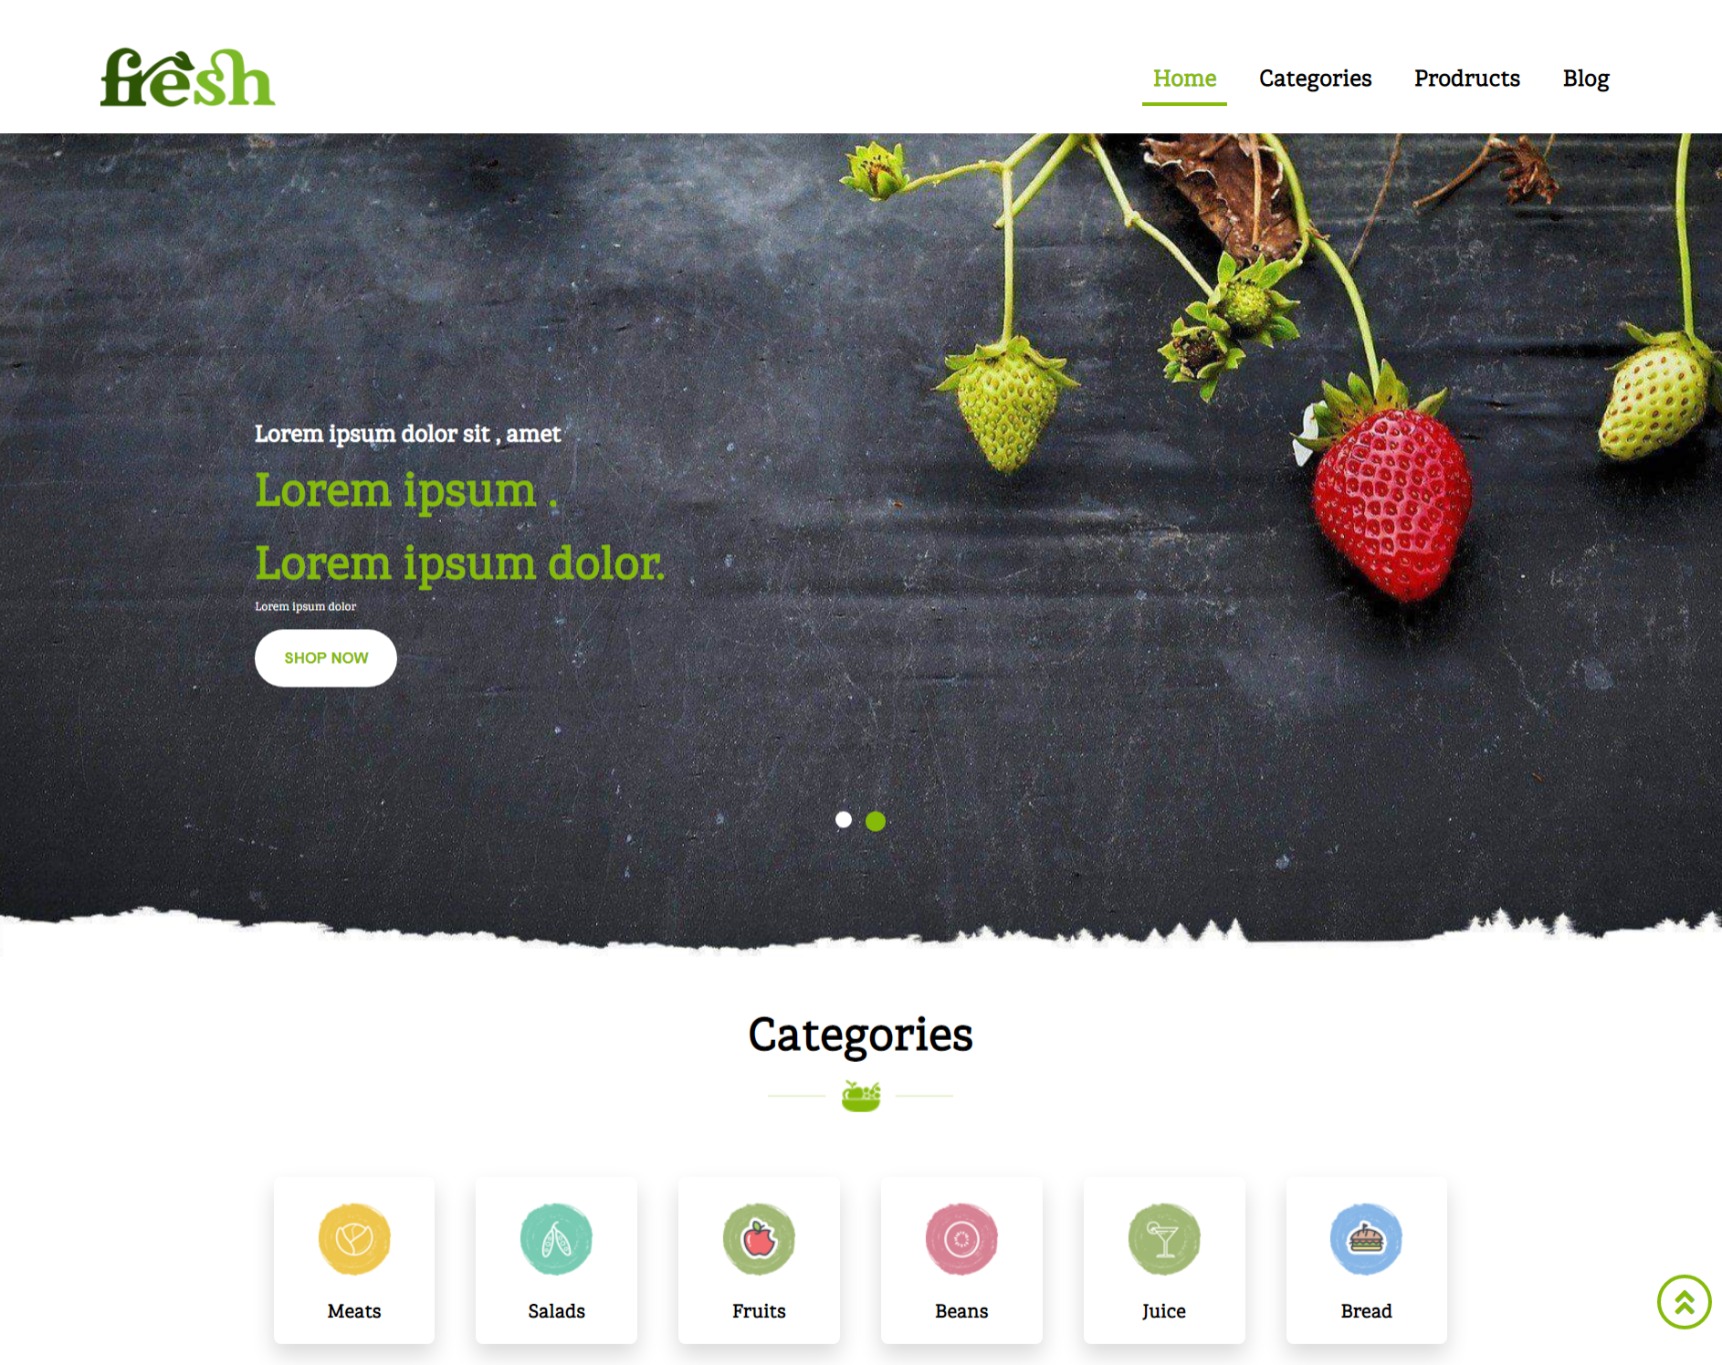 fresh
Home Categories Prodructs Blog
Lorem ipsum dolor sit , amet
Lorem ipsum .
Lorem ipsum dolor.
Lorem ipsum dolor
SHOP NOW
Categories
Meats Salads Fruits Beans Juice Bread